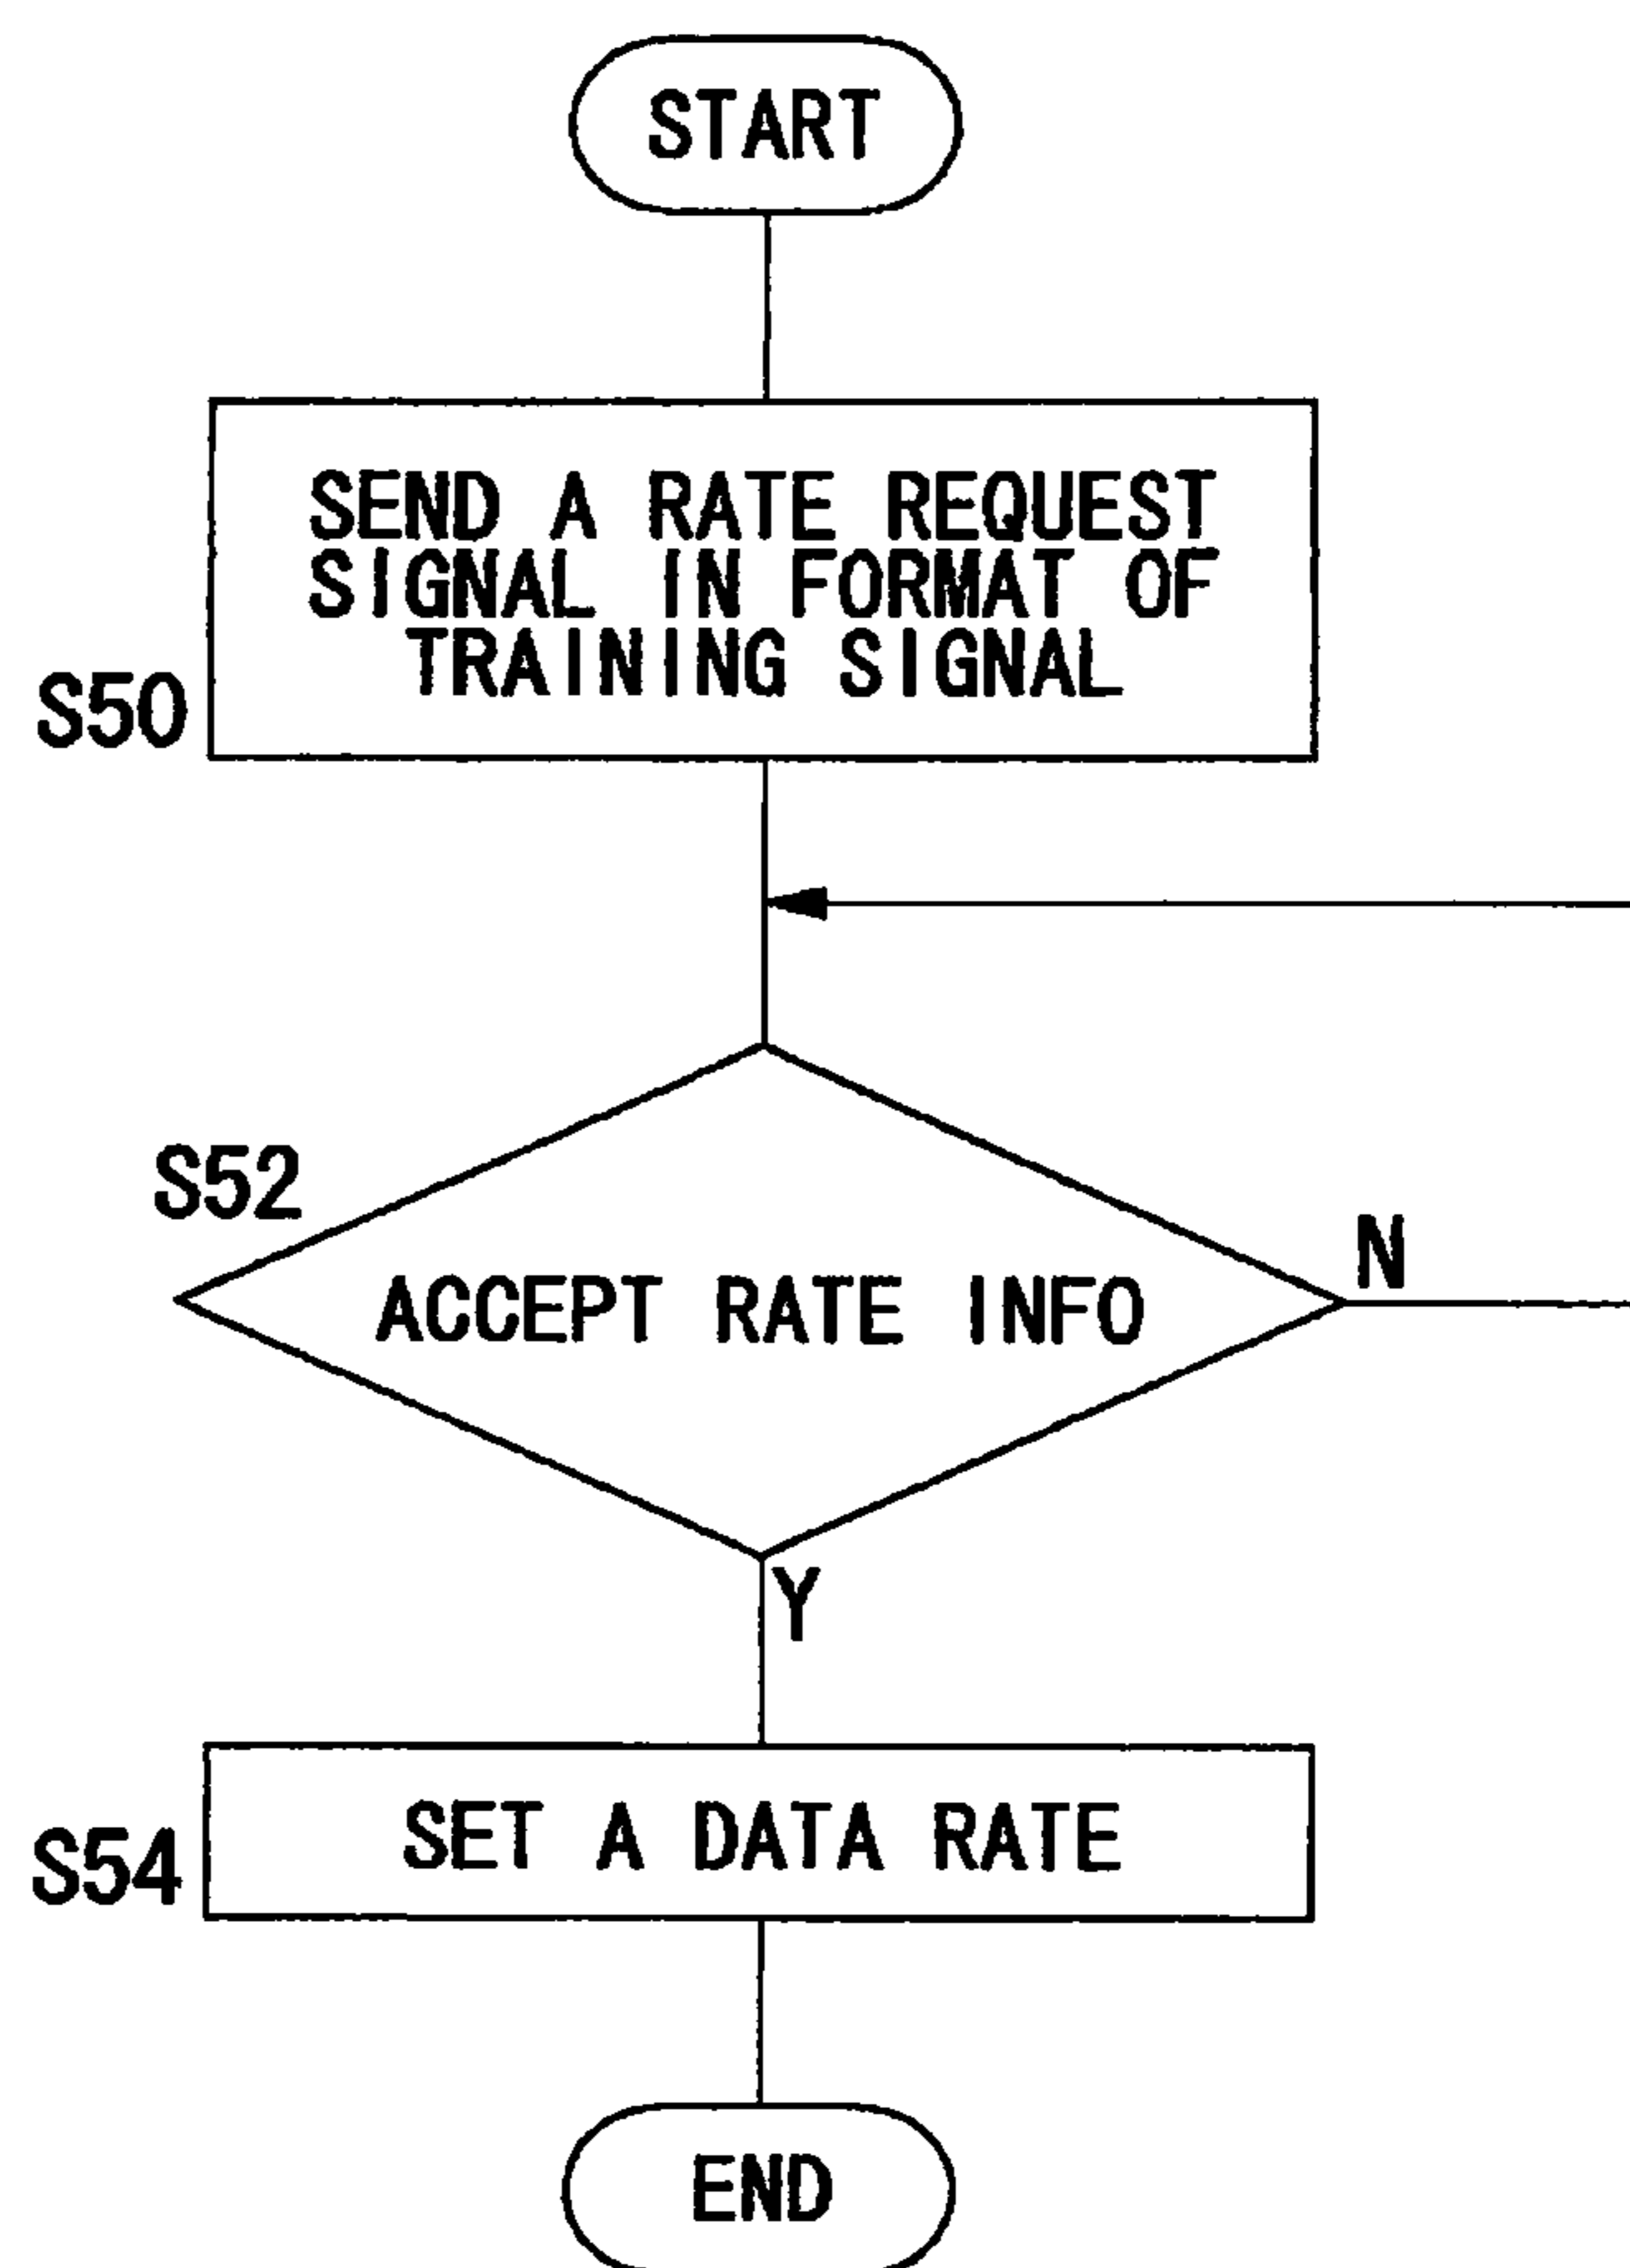 START
SEND A RATE REQUEST
SIGNAL IN FORMAT OF
TRAINING SIGNAL
S50
S52
N
ACCEPT RATE INFO
Y
SET A DATA RATE
S54
END